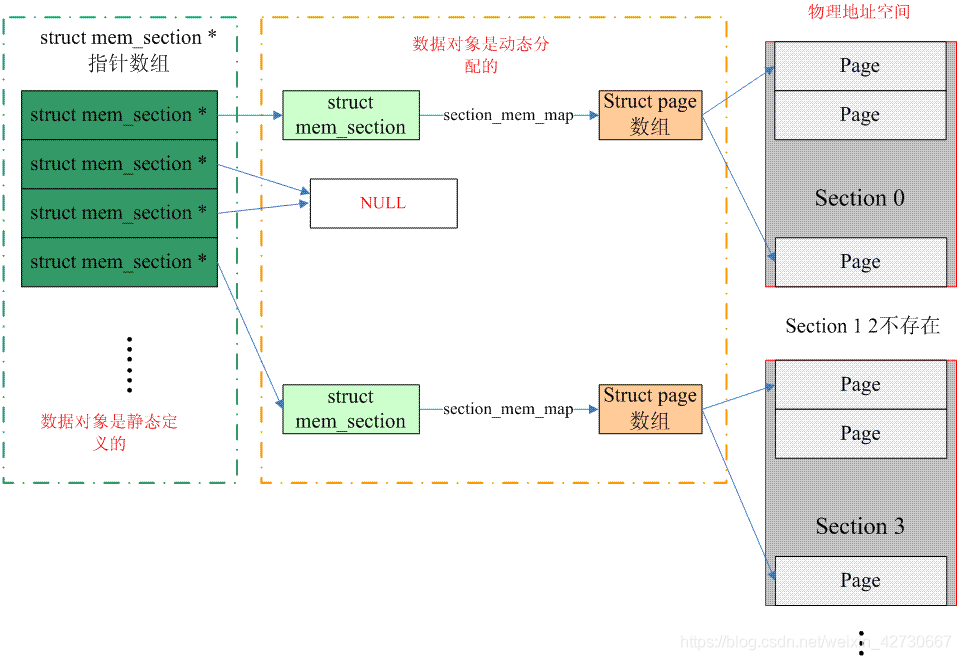 struct mem_section *
指针数组
struct mem_section *
struct mem_section *
struct mem_section *
struct mem_section *
数据对象是静态定
义的
数据对象是动态分
配的
struct
mem_section
section_mem_map
Struct page
数组
NULL
struct
mem_section
section_mem_map
Struct page
数组
物理地址空间
Page
Page
Section 0
Page
Section 1 2不存在
Page
Page
Section 3
Page
https://blog.csdn.net/weixin_42730667